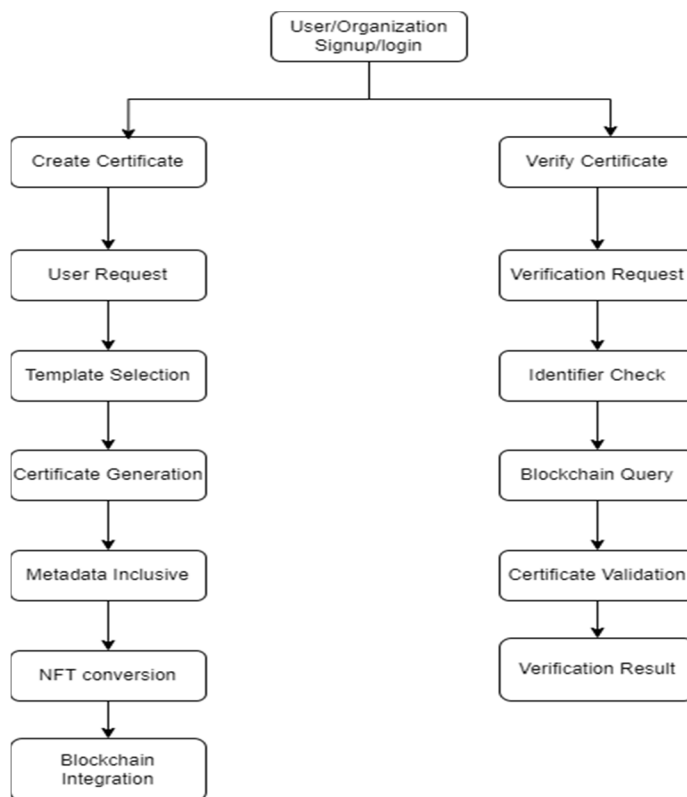 User/Organization
Signup/login
Create Certificate
Verify Certificate
User Request
Verification Request
Template Selection
Identifier Check
Certificate Generation
Blockchain Query
Metadata Inclusive
Certificate Validation
NFT conversion
Verification Result
Blockchain
Integration